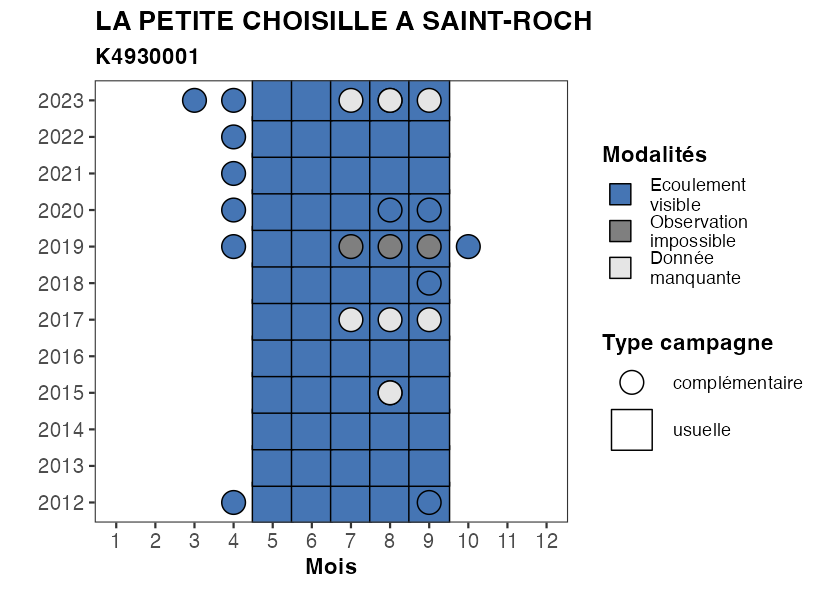 LA PETITE CHOISILLE A SAINT-ROCH
K4930001
2023
2022
2021
2020
2019
2018
2017
2016
2015
2014
2013
2012
1 2 3 4 5 6 7 8 9 10 11 12
Mois
Modalités
Ecoulement
visible
Observation
impossible
Donnée
manquante
Type campagne
complémentaire
usuelle